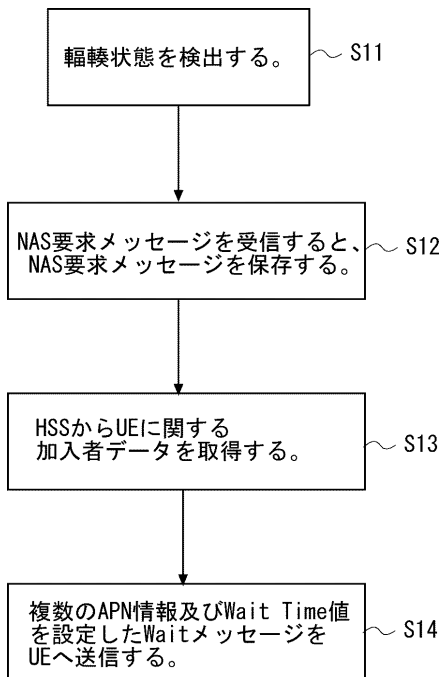 輻輳状態を検出する。
S11
NAS要求メッセージを受信すると、
NAS要求メッセージを保存する。
S12
HSSからUEに関する
加入者データを取得する。
S13
複数のAPN情報及びWait Time値
を設定したWaitメッセージを
UEへ送信する。
S14